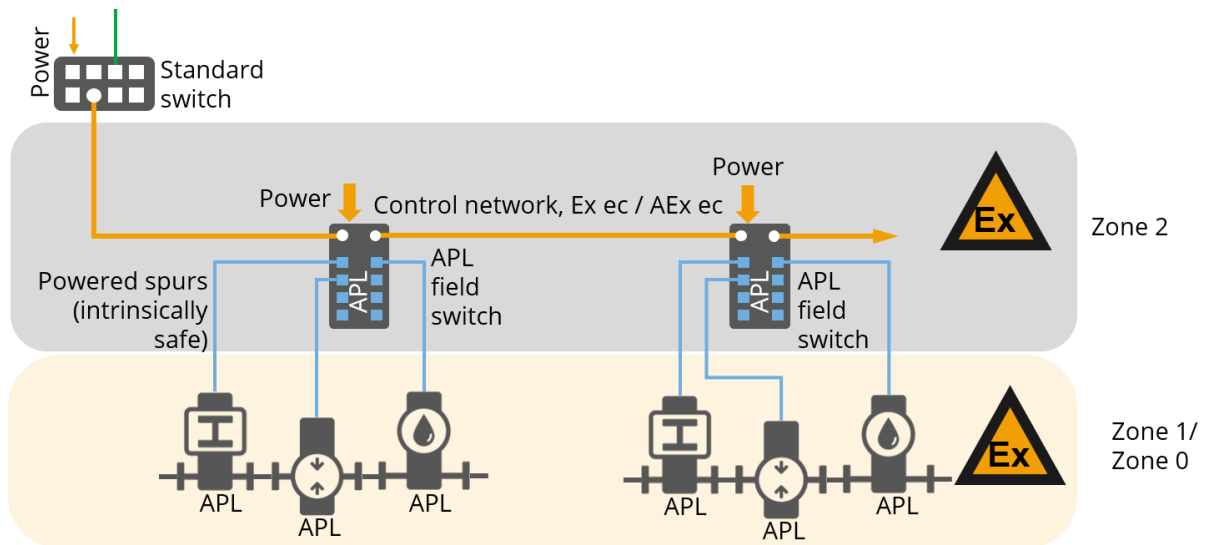 Power
Standard
switch
Power
Power
Control network, Ex ec / AEx ec
Ex
Zone 2
Powered spurs
(intrinsically
safe)
APL
APL
field
switch
APL
APL
field
switch
Zone 1/
Zone 0
Ex
APL
APL
APL
APL
APL
APL